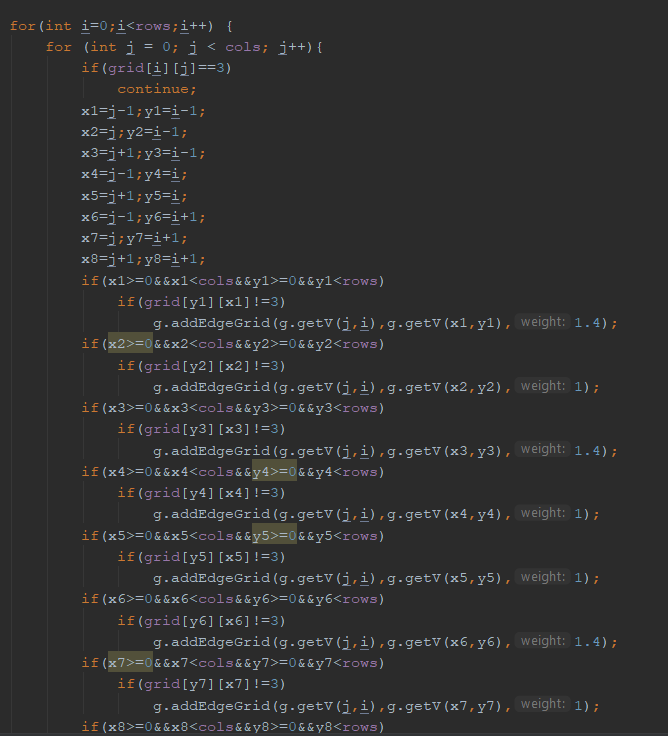 for(int i=0;i<rows;i++) {
for (int j = 0; j < cols; j++){
if(grid[i][j]==3)
continue;
x1=j-1;y1=i-1;
x2=j;y2=i-1;
x3=j+1;y3=i-1;
x4=j-1;y4=i;
x5=j+1;y5=i;
x6=j-1;y6=i+1;
x7=j;y7=i+1;
x8=j+1;y8=i+1;
if(x1>=0&&x1<cols&&y1>=0&&y1<rows)
if(grid[y1][x1]!=3)
g.addEdgeGrid(g.getV(j,i),g.getV(x1,y1), weight: 1.4);
if(x2>=0&&x2<cols&&y2>=0&&y2<rows)
if(grid[y2][x2]!=3)
g.addEdgeGrid(g.getV(j,i),g.getV(x2,y2), weight: 1);
if(x3>=0&&x3<cols&&y3>=0&&y3<rows)
if(grid[y3][x3]!=3)
g.addEdgeGrid(g.getV(j,i),g.getV(x3,y3), weight: 1.4);
if(x4>=0&&x4<cols&&y4>=0&&y4<rows)
if(grid[y4][x4]!=3)
g.addEdgeGrid(g.getV(j,i),g.getV(x4,y4), weight: 1);
if(x5>=0&&x5<cols&&y5>=0&&y5<rows)
if(grid[y5][x5]!=3)
g.addEdgeGrid(g.getV(j,i),g.getV(x5,y5), weight: 1);
if(x6>=0&&x6<cols&&y6>=0&&y6<rows)
if(grid[y6][x6]!=3)
g.addEdgeGrid(g.getV(j,i),g.getV(x6,y6), weight: 1.4);
if(x7>=0&&x7<cols&&y7>=0&&y7<rows)
if(grid[y7][x7]!=3)
g.addEdgeGrid(g.getV(j,i),g.getV(x7,y7), weight: 1);
if(x8>=0&&x8<cols&&y8>=0&&y8<rows)